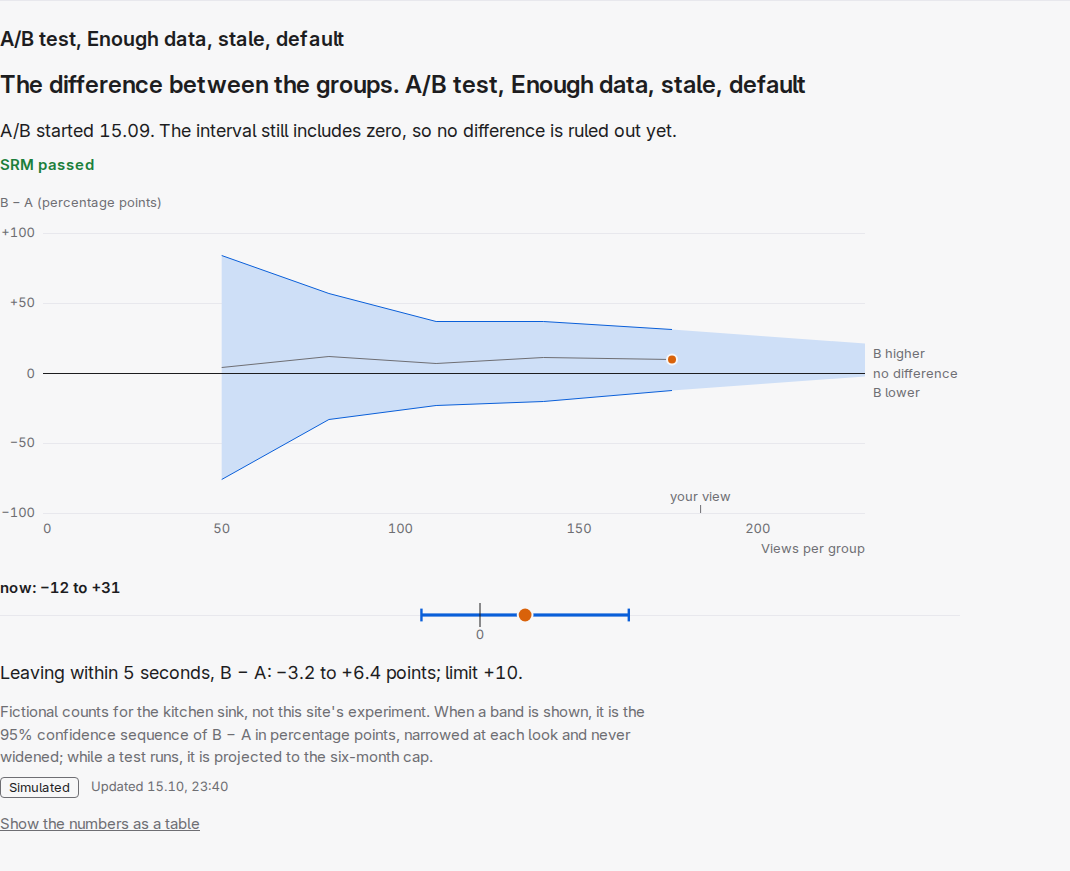 A/B test, Enough data, stale, default
The difference between the groups. A/B test, Enough data, stale, default
A/B started 15.09. The interval still includes zero, so no difference is ruled out yet.
SRM passed
B − A (percentage points)
+100
+50
0
−50
−100
B higher
no difference
B lower
your view
0 50 100 150 200
Views per group
now: −12 to +31
0
Leaving within 5 seconds, B − A: −3.2 to +6.4 points; limit +10.
Fictional counts for the kitchen sink, not this site's experiment. When a band is shown, it is the
95% confidence sequence of B − A in percentage points, narrowed at each look and never
widened; while a test runs, it is projected to the six-month cap.
Simulated Updated 15.10, 23:40
Show the numbers as a table